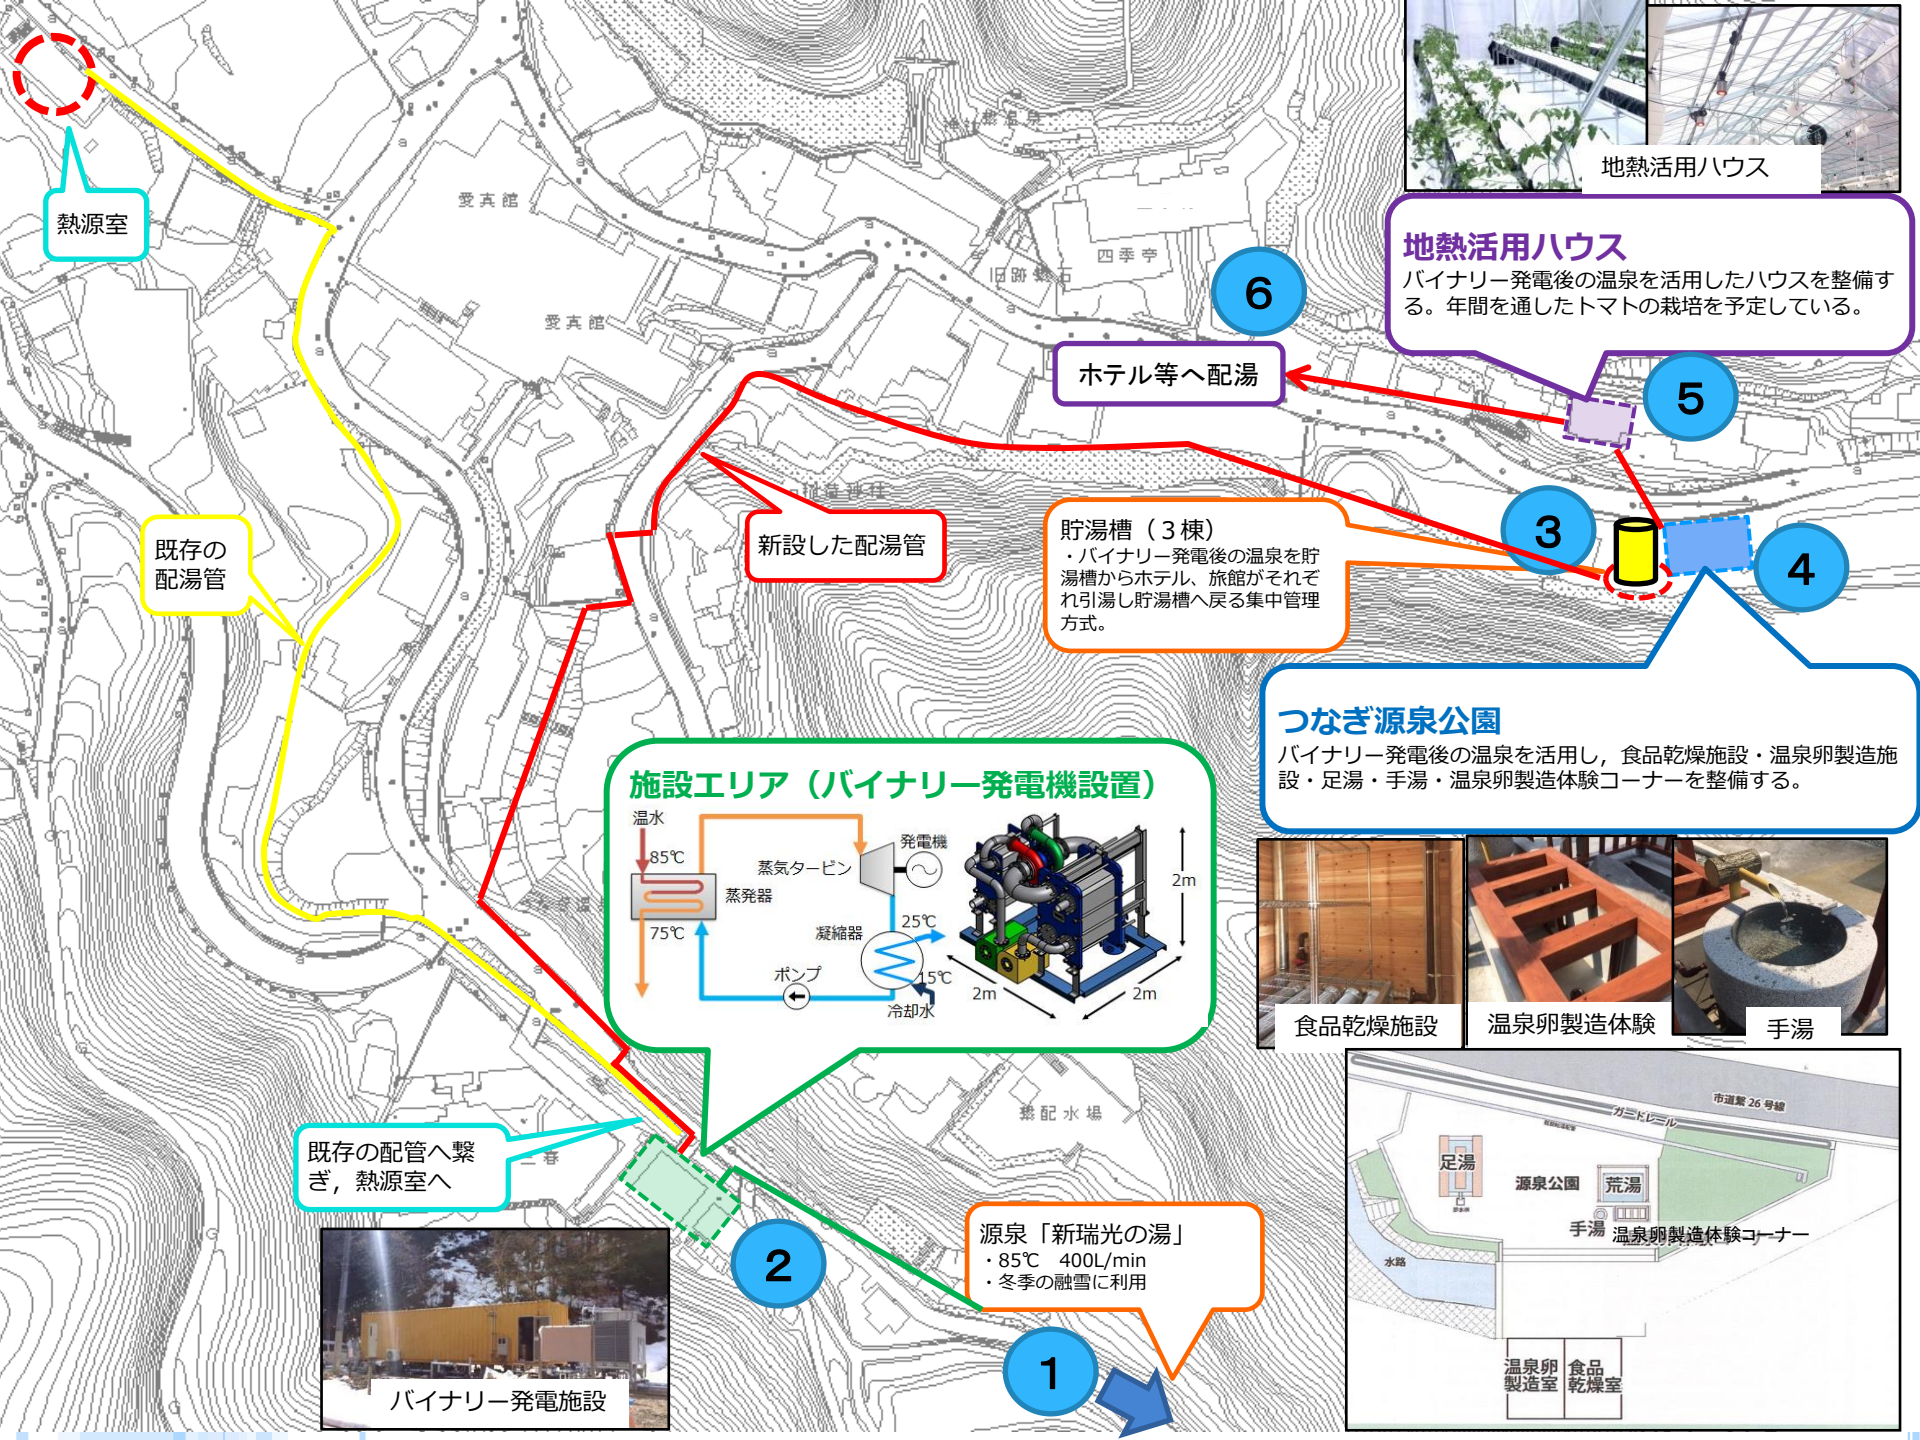 熱源室
愛真館
愛真館
神社
繋温泉
四季亭
旧跡
地熱活用ハウス
地熱活用ハウス
バイナリー発電後の温泉を活用したハウスを整備す
る。年間を通したトマトの栽培を予定している。
6
ホテル等へ配湯
5
既存の
配湯管
新設した配湯管
稲荷神社
貯湯槽（３棟）
・バイナリー発電後の温泉を貯
湯槽からホテル、旅館がそれぞ
れ引湯し貯湯槽へ戻る集中管理
方式。
3
4
つなぎ源泉公園
バイナリー発電後の温泉を活用し，食品乾燥施設・温泉卵製造施
設・足湯・手湯・温泉卵製造体験コーナーを整備する。
施設エリア（バイナリー発電機設置）
温水
85℃
蒸発器
75℃
蒸気タービン
発電機
凝縮器
25℃
15℃
ポンプ
冷却水
2m
2m
2m
食品乾燥施設
温泉卵製造体験
手湯
繋配水場
既存の配管へ繋
ぎ，熱源室へ
2
源泉「新瑞光の湯」
・85℃　400L/min
・冬季の融雪に利用
1
バイナリー発電施設
市道繋 26 号線
ガードレール
足湯
源泉公園
荒湯
手湯
温泉卵製造体験コーナー
水路
温泉卵
製造室
食品
乾燥室